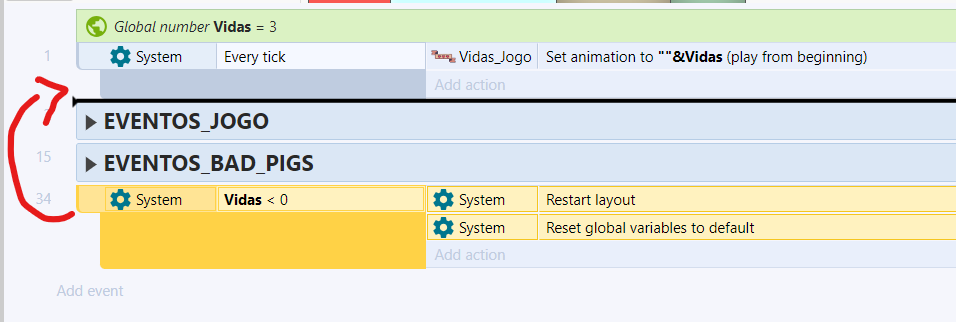 Global number Vidas = 3
1 System Every tick Vidas_Jogo Set animation to ""&Vidas (play from beginning)
Add action
EVENTOS_JOGO
15 EVENTOS_BAD_PIGS
34 System Vidas < 0 System Restart layout
System Reset global variables to default
Add action
Add event